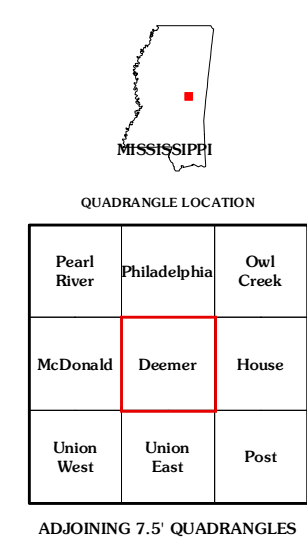 MISSISSIPPI
QUADRANGLE LOCATION
Pearl
River
Philadelphia
Owl
Creek
McDonald
Deemer
House
Union
West
Union
East
Post
ADJOINING 7.5' QUADRANGLES